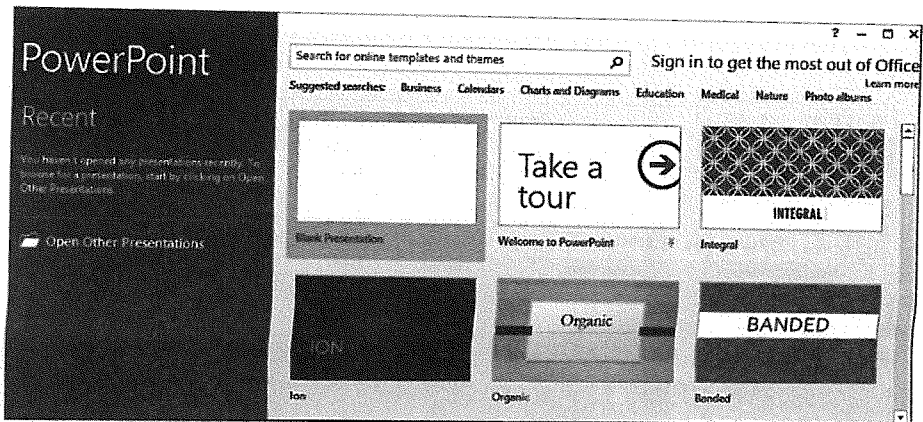 PowerPoint
Recent
You haven't opened any presentations recently. To
browse for a presentation, start by clicking on Open
Other Presentations.
Open Other Presentations
? – □ ×
Search for online templates and themes
Sign in to get the most out of Office
Learn more
Suggested searches: Business Calendars Charts and Diagrams Education Medical Nature Photo albums
Blank Presentation
Take a
tour
Welcome to PowerPoint
INTEGRAL
Integral
ION
Ion
Organic
Organic
BANDED
Banded